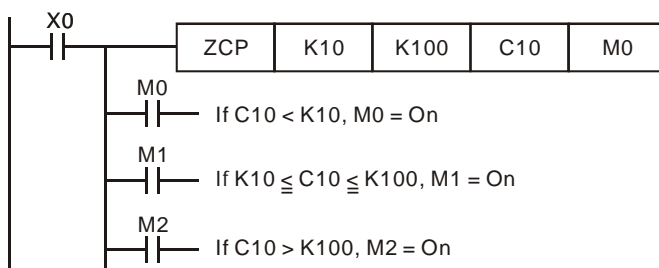 X0
ZCP K10 K100 C10 M0
M0
If C10 < K10, M0 = On
M1
If K10 ≦ C10 ≦ K100, M1 = On
M2
If C10 > K100, M2 = On